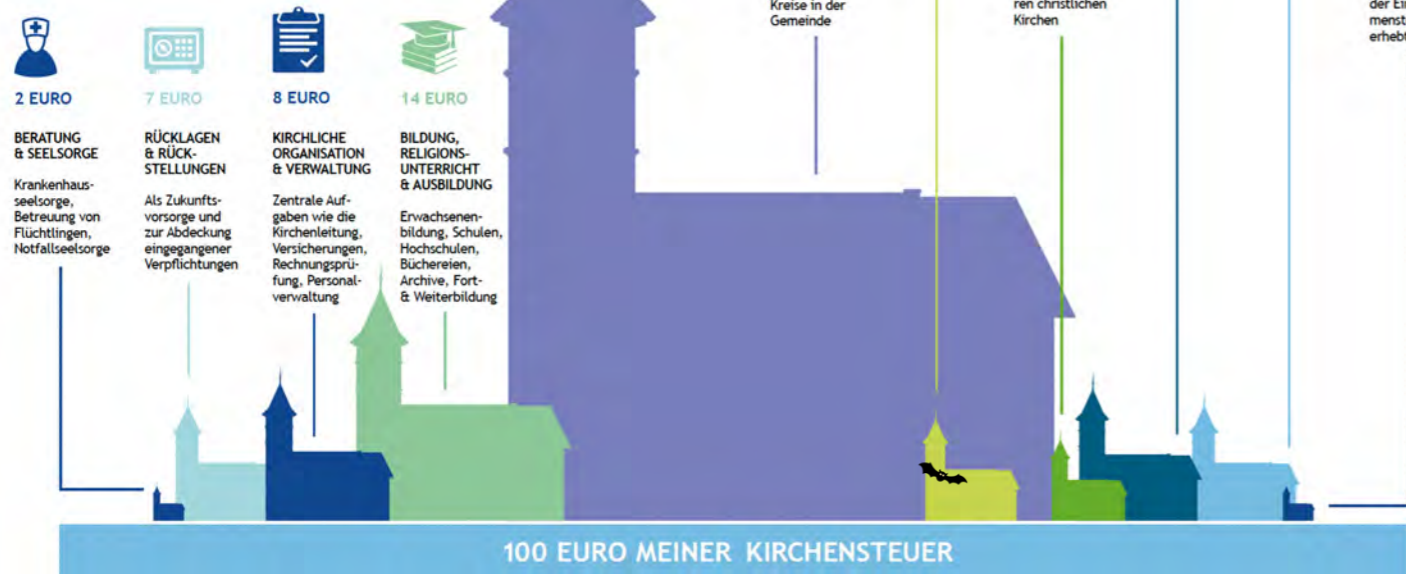 2 EURO
BERATUNG
& SEELSORGE
Krankenhaus-
seelsorge,
Betreuung von
Flüchtlingen,
Notfallseelsorge
7 EURO
RÜCKLAGEN
& RÜCK-
STELLUNGEN
Als Zukunfts-
vorsorge und
zur Abdeckung
eingegangener
Verpflichtungen
8 EURO
KIRCHLICHE
ORGANISATION
& VERWALTUNG
Zentrale Auf-
gaben wie die
Kirchenleitung,
Versicherungen,
Rechnungsprü-
fung, Personal-
verwaltung
14 EURO
BILDUNG,
RELIGIONS-
UNTERRICHT
& AUSBILDUNG
Erwachsenen-
bildung, Schulen,
Hochschulen,
Büchereien,
Archive, Fort-
& Weiterbildung
Kreise in der
Gemeinde
ren christlichen
Kirchen
der
menst
erhebt
100 EURO MEINER KIRCHENSTEUER